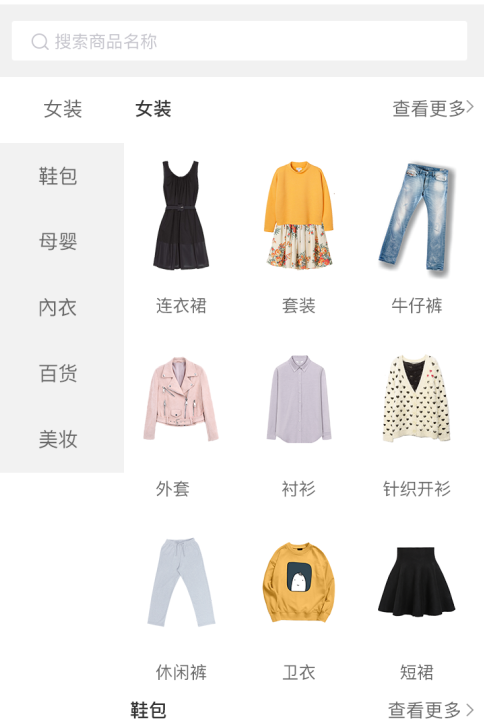 搜索商品名称
女装
女装
查看更多
鞋包
母婴
连衣裙
套装
牛仔裤
內衣
百货
美妆
外套
衬衫
针织开衫
休闲裤
卫衣
短裙
鞋包
查看更多